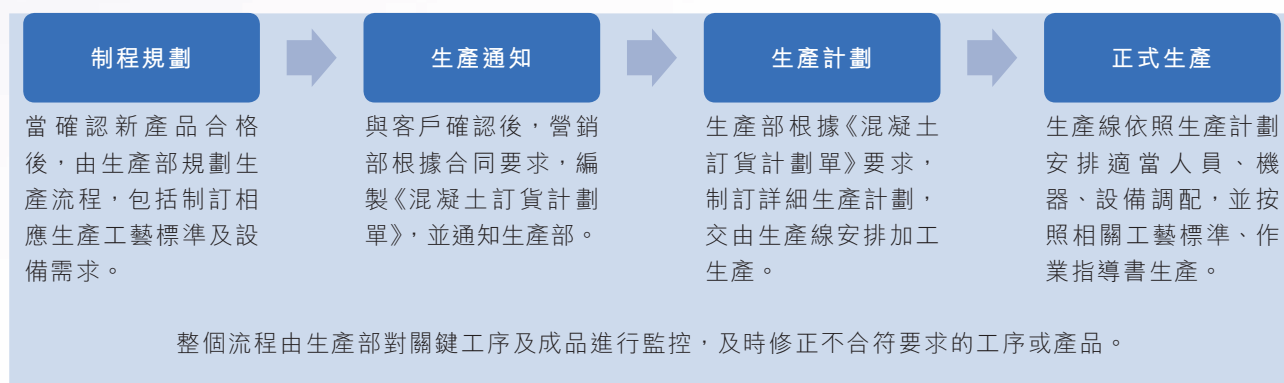 制程規劃
當確認新產品合格
後，由生產部規劃生
產流程，包括制訂相
應生產工藝標準及設
備需求。
生產通知
與客戶確認後，營銷
部根據合同要求，編
製《混凝土訂貨計劃
單》，並通知生產部。
生產計劃
生產部根據《混凝土
訂貨計劃單》要求，
制訂詳細生產計劃，
交由生產線安排加工
生產。
正式生產
生產線依照生產計劃
安排適當人員、機
器、設備調配，並按
照相關工藝標準、作
業指導書生產。
整個流程由生產部對關鍵工序及成品進行監控，及時修正不合符要求的工序或產品。